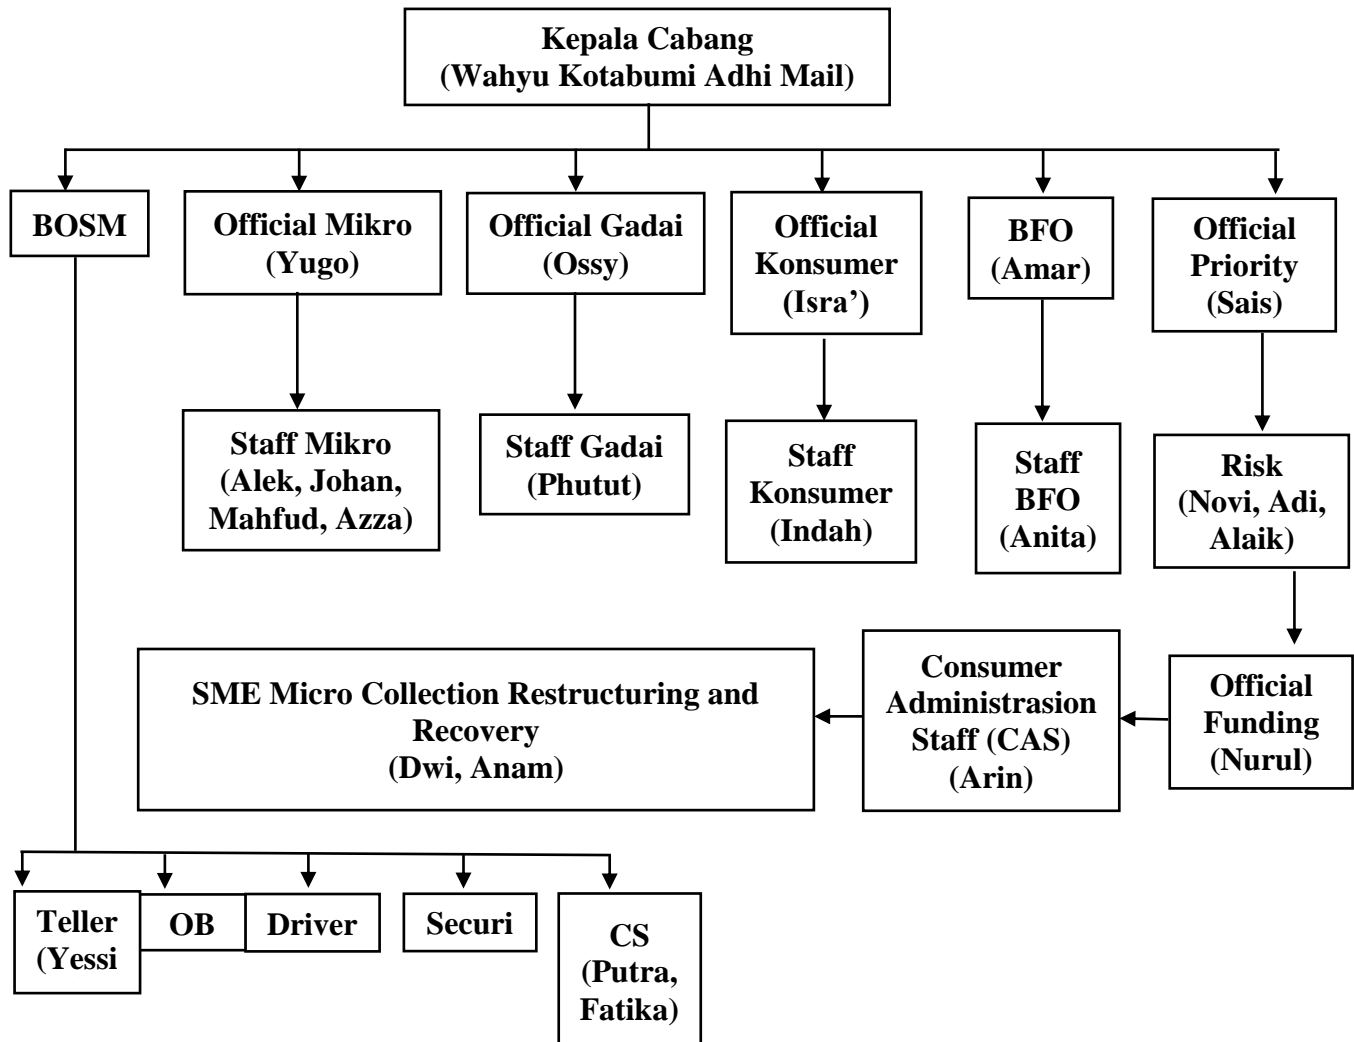 Kepala Cabang
(Wahyu Kotabumi Adhi Mail)
BOSM
Official Mikro
(Yugo)
Official Gadai
(Ossy)
Official
Konsumer
(Isra’)
BFO
(Amar)
Official
Priority
(Sais)
Staff Mikro
(Alek, Johan,
Mahfud, Azza)
Staff Gadai
(Phutut)
Staff
Konsumer
(Indah)
Staff
BFO
(Anita)
Risk
(Novi, Adi,
Alaik)
SME Micro Collection Restructuring and
Recovery
(Dwi, Anam)
Consumer
Administrasion
Staff (CAS)
(Arin)
Official
Funding
(Nurul)
Teller
(Yessi
OB
Driver
Securi
CS
(Putra,
Fatika)